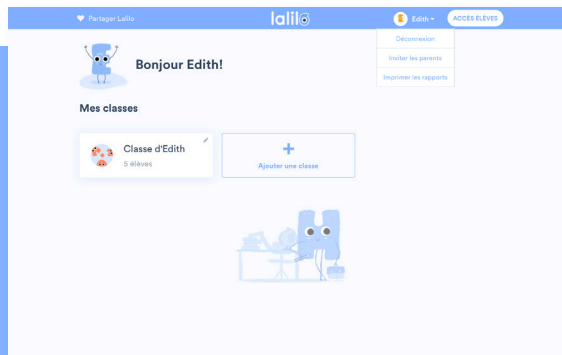 Partager Lalilo
lalilo
Edith
ACCÈS ÉLÈVES
Déconnexion
Inviter les parents
Imprimer les rapports
Bonjour Edith!
Mes classes
Classe d'Edith
5 élèves
+
Ajouter une classe